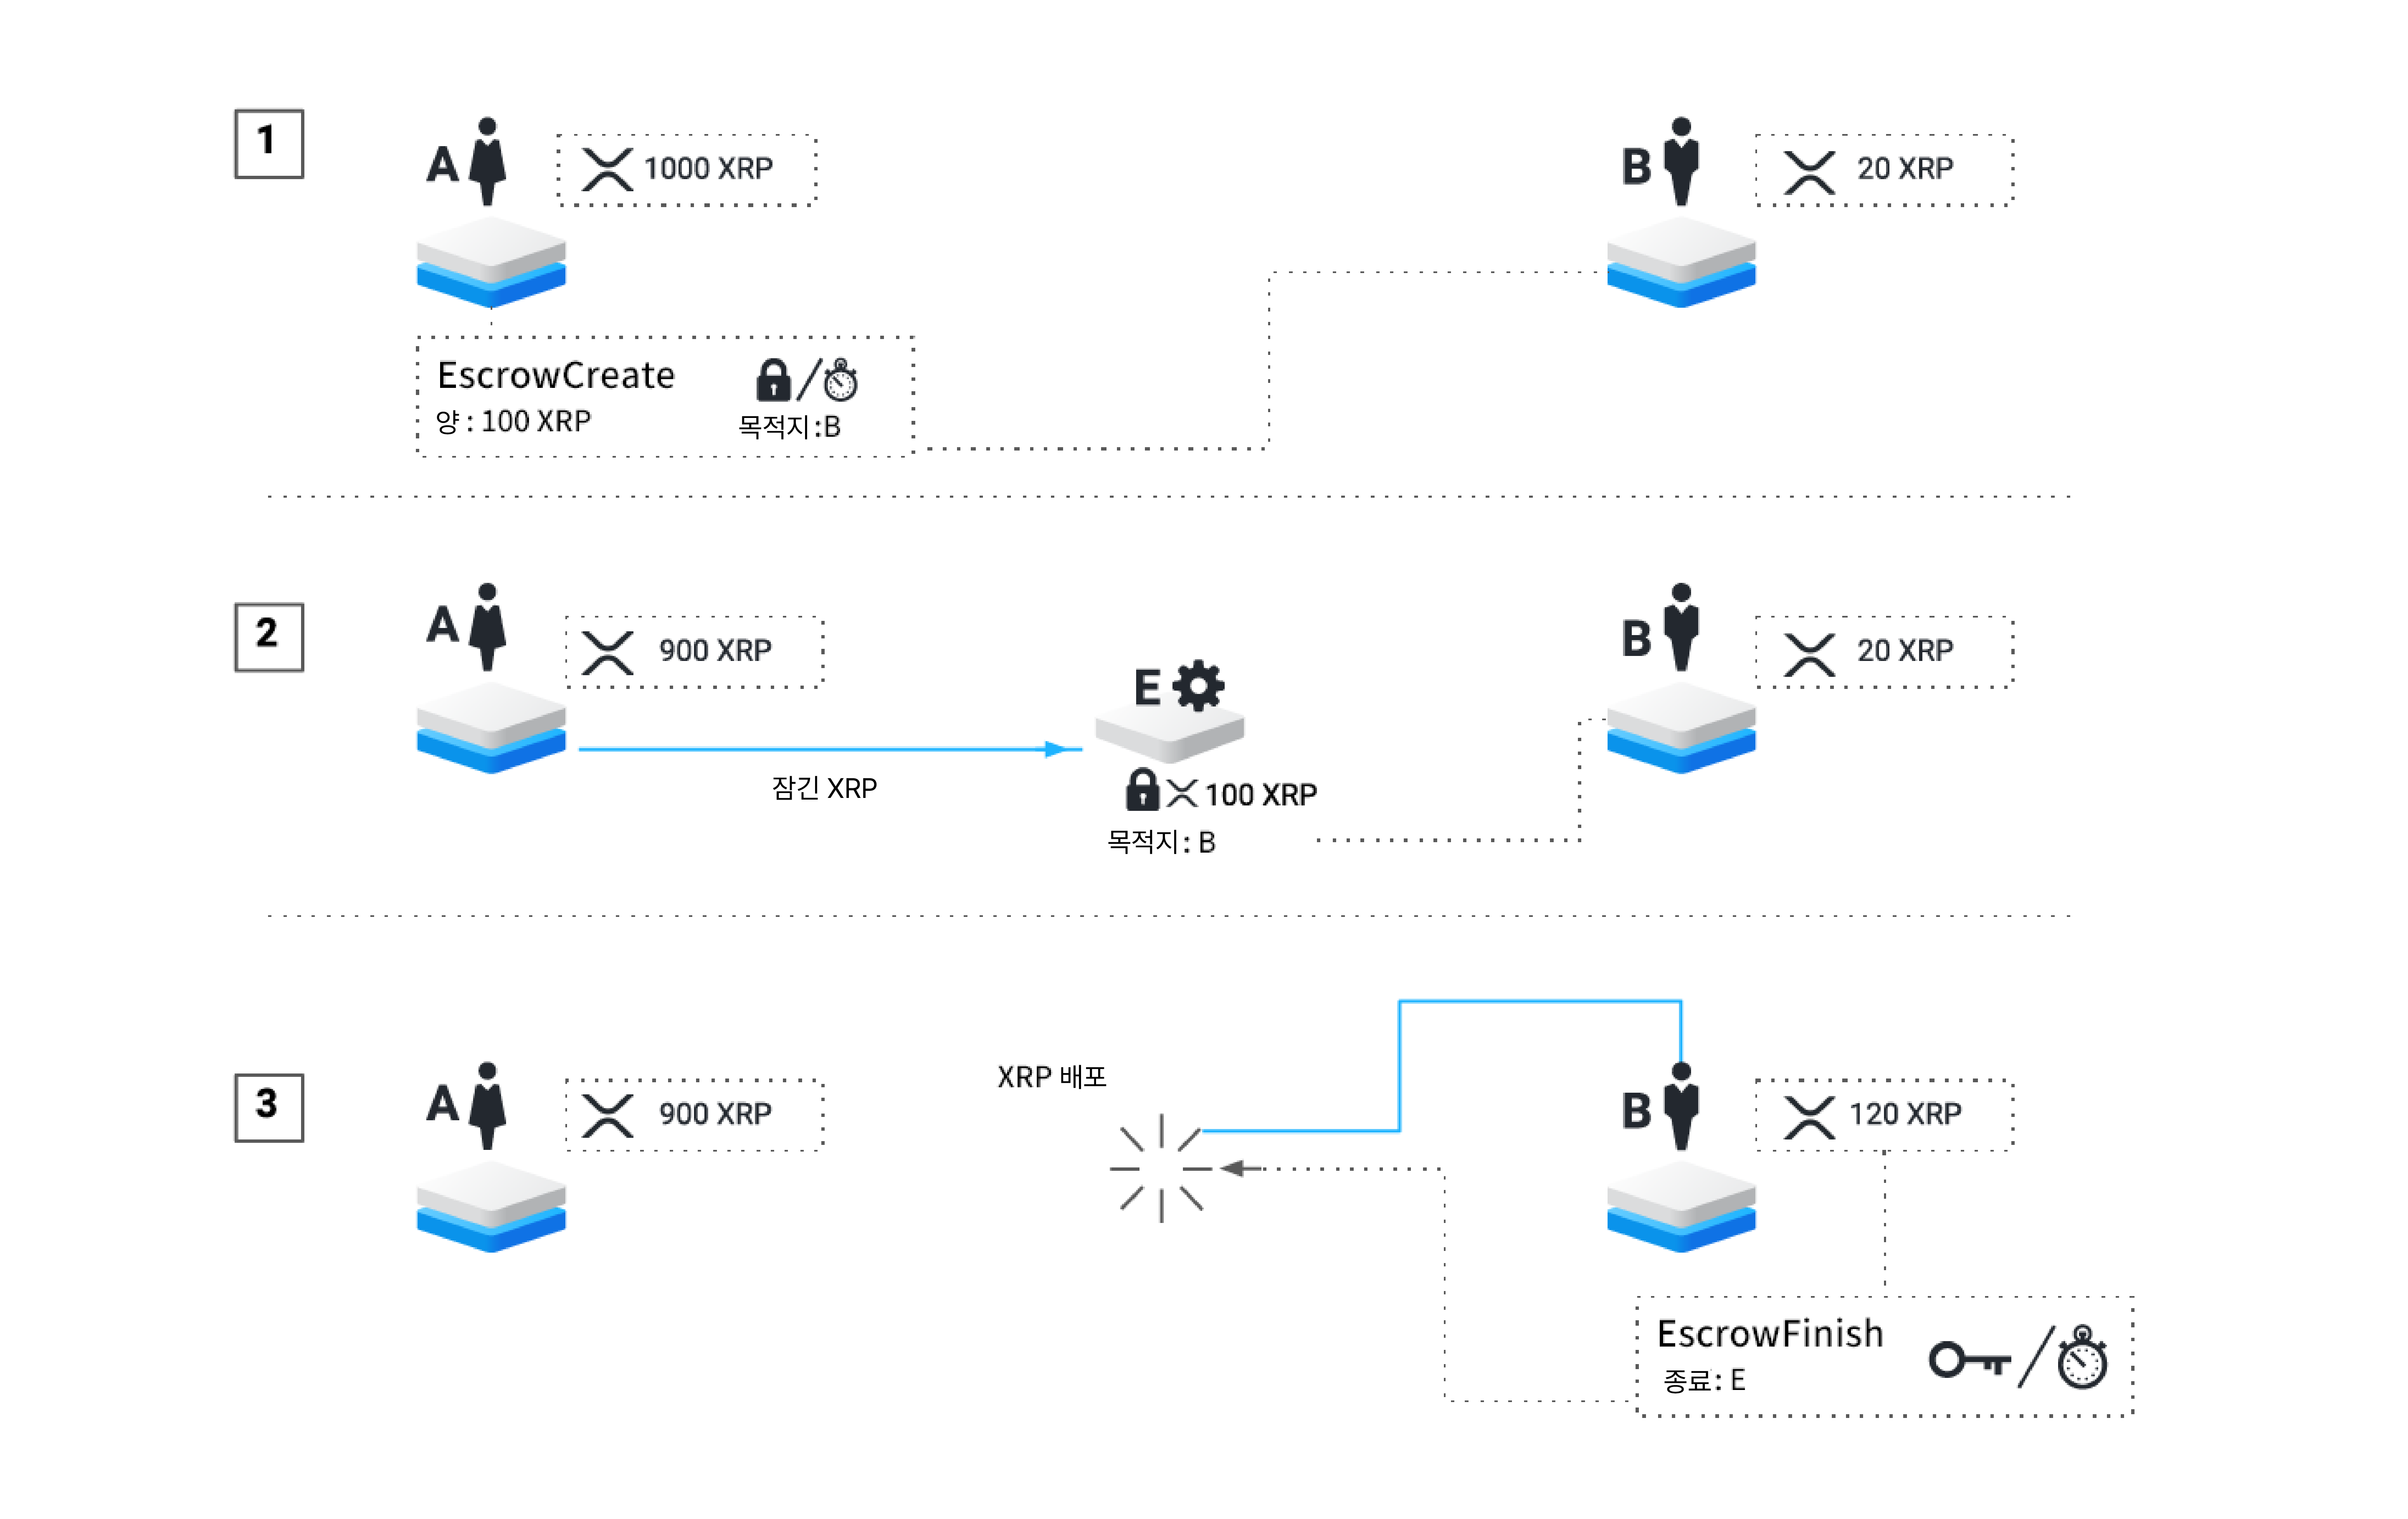 1
A
1000 XRP
B
20 XRP
EscrowCreate
양 : 100 XRP
목적지 :B
2
A
900 XRP
E
B
20 XRP
잠긴 XRP
100 XRP
목적지 : B
3
XRP 배포
A
900 XRP
B
120 XRP
EscrowFinish
종료 : E